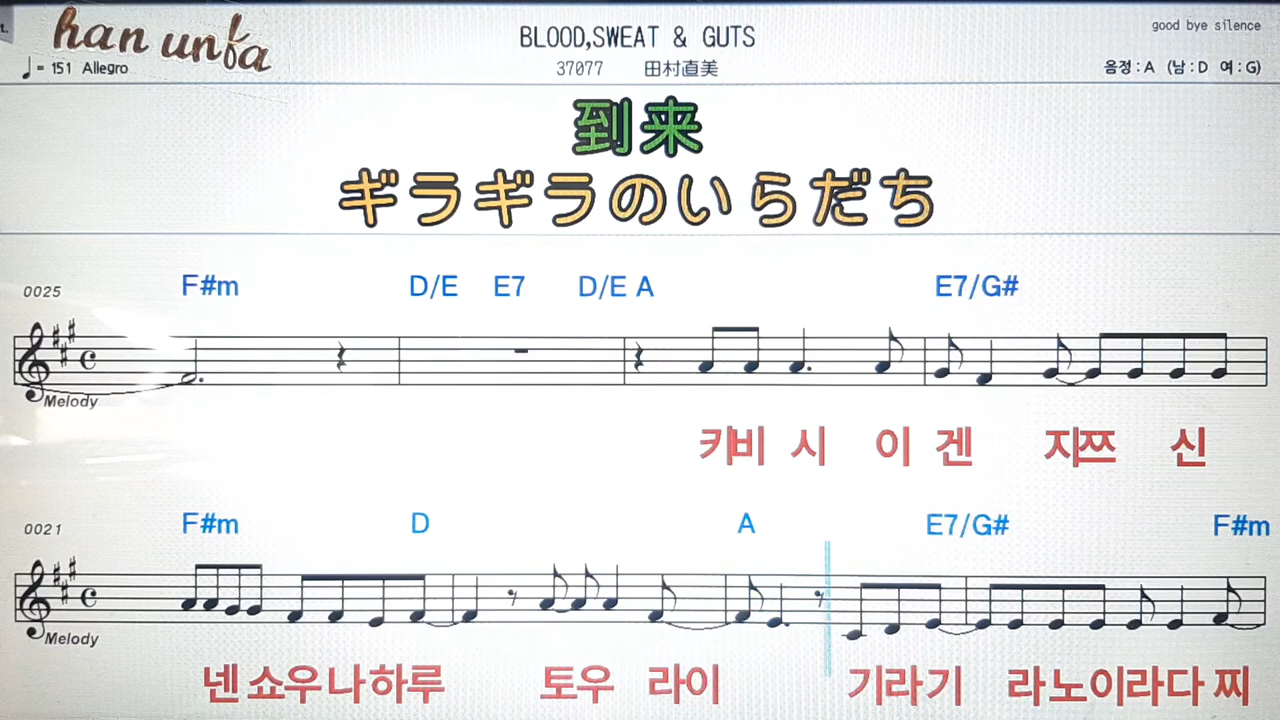 t.
han unfa
BLOOD,SWEAT & GUTS
good bye silence
♩= 151 Allegro
37077 田村直美
음정 : A (남 : D 여 : G)
到来
ギラギラのいらだち
0025 F#m D/E E7 D/E A E7/G#
Melody
키비 시 이 겐 지쯔 신
0021 F#m D A E7/G# F#m
Melody
넨쇼우나하루 토우 라이 기라기 라노이라다찌